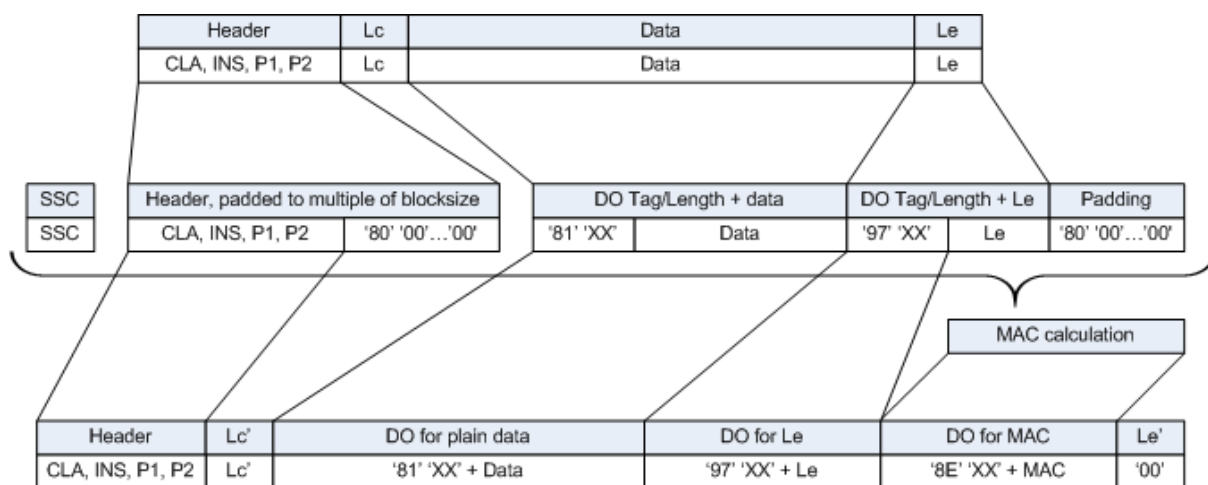 Header Lc Data Le
CLA, INS, P1, P2 Lc Data Le
SSC Header, padded to multiple of blocksize DO Tag/Length + data DO Tag/Length + Le Padding
SSC CLA, INS, P1, P2 '80' '00'…'00' '81' 'XX' Data '97' 'XX' Le '80' '00'…'00'
MAC calculation
Header Lc' DO for plain data DO for Le DO for MAC Le'
CLA, INS, P1, P2 Lc' '81' 'XX' + Data '97' 'XX' + Le '8E' 'XX' + MAC '00'